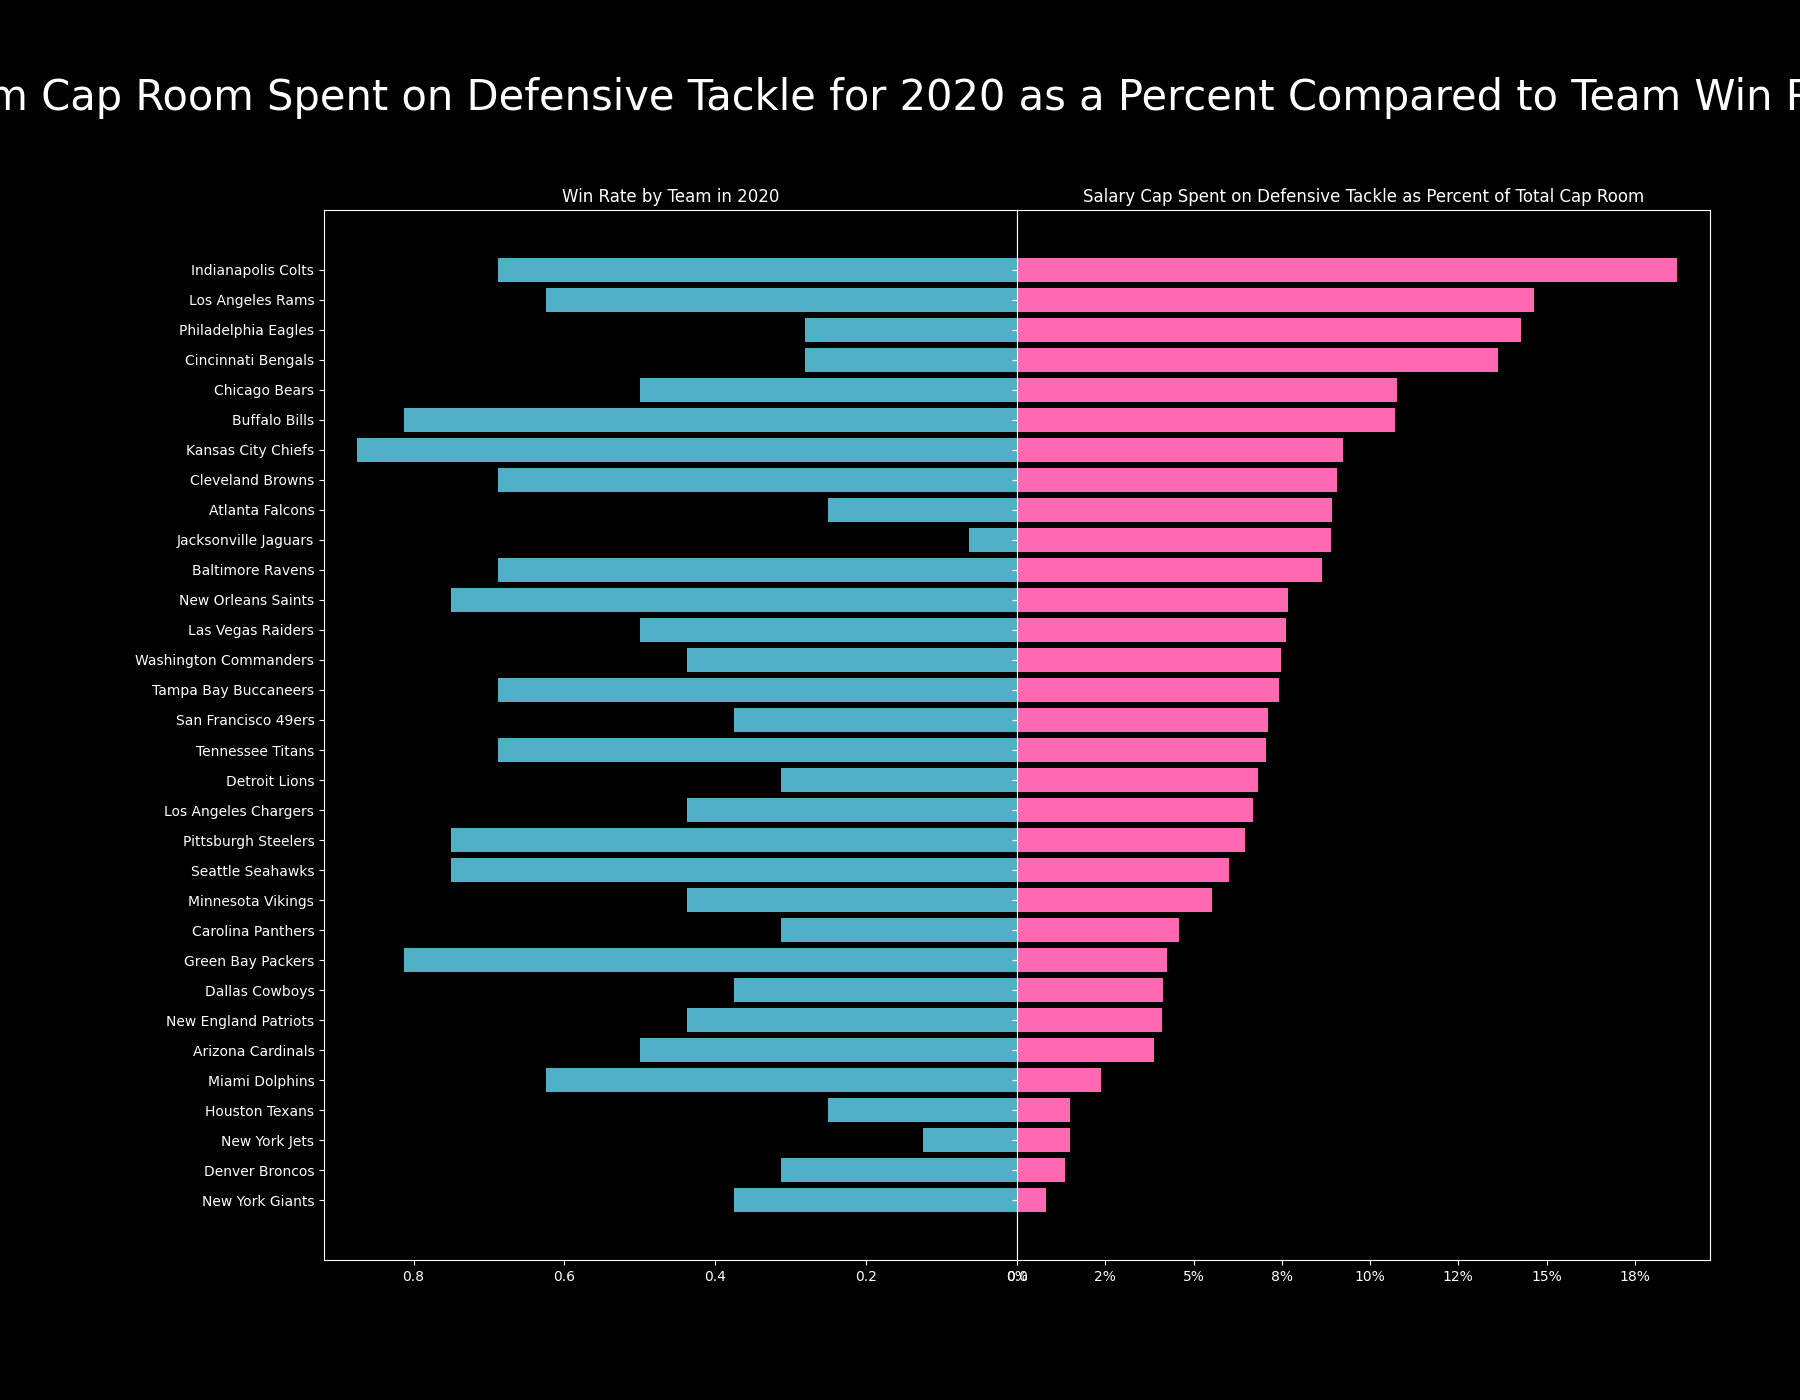 m Cap Room Spent on Defensive Tackle for 2020 as a Percent Compared to Team Win R
Win Rate by Team in 2020
Salary Cap Spent on Defensive Tackle as Percent of Total Cap Room
Indianapolis Colts
Los Angeles Rams
Philadelphia Eagles
Cincinnati Bengals
Chicago Bears
Buffalo Bills
Kansas City Chiefs
Cleveland Browns
Atlanta Falcons
Jacksonville Jaguars
Baltimore Ravens
New Orleans Saints
Las Vegas Raiders
Washington Commanders
Tampa Bay Buccaneers
San Francisco 49ers
Tennessee Titans
Detroit Lions
Los Angeles Chargers
Pittsburgh Steelers
Seattle Seahawks
Minnesota Vikings
Carolina Panthers
Green Bay Packers
Dallas Cowboys
New England Patriots
Arizona Cardinals
Miami Dolphins
Houston Texans
New York Jets
Denver Broncos
New York Giants
0.8 0.6 0.4 0.2
2% 5% 8% 10% 12% 15% 18%